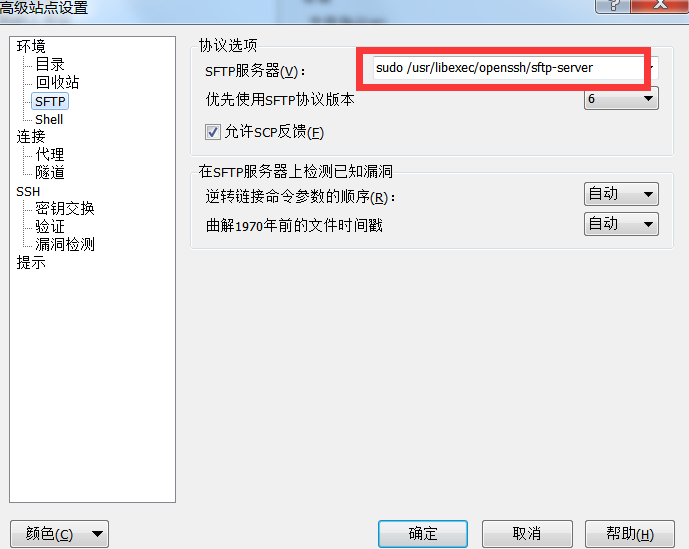 高级站点设置
环境
目录
回收站
SFTP
Shell
连接
代理
隧道
SSH
密钥交换
验证
漏洞检测
提示
协议选项
SFTP服务器(V)：
sudo /usr/libexec/openssh/sftp-server
优先使用SFTP协议版本
6
允许SCP反馈(F)
在SFTP服务器上检测已知漏洞
逆转链接命令参数的顺序(R)：
自动
曲解1970年前的文件时间戳
自动
颜色(C)
确定
取消
帮助(H)